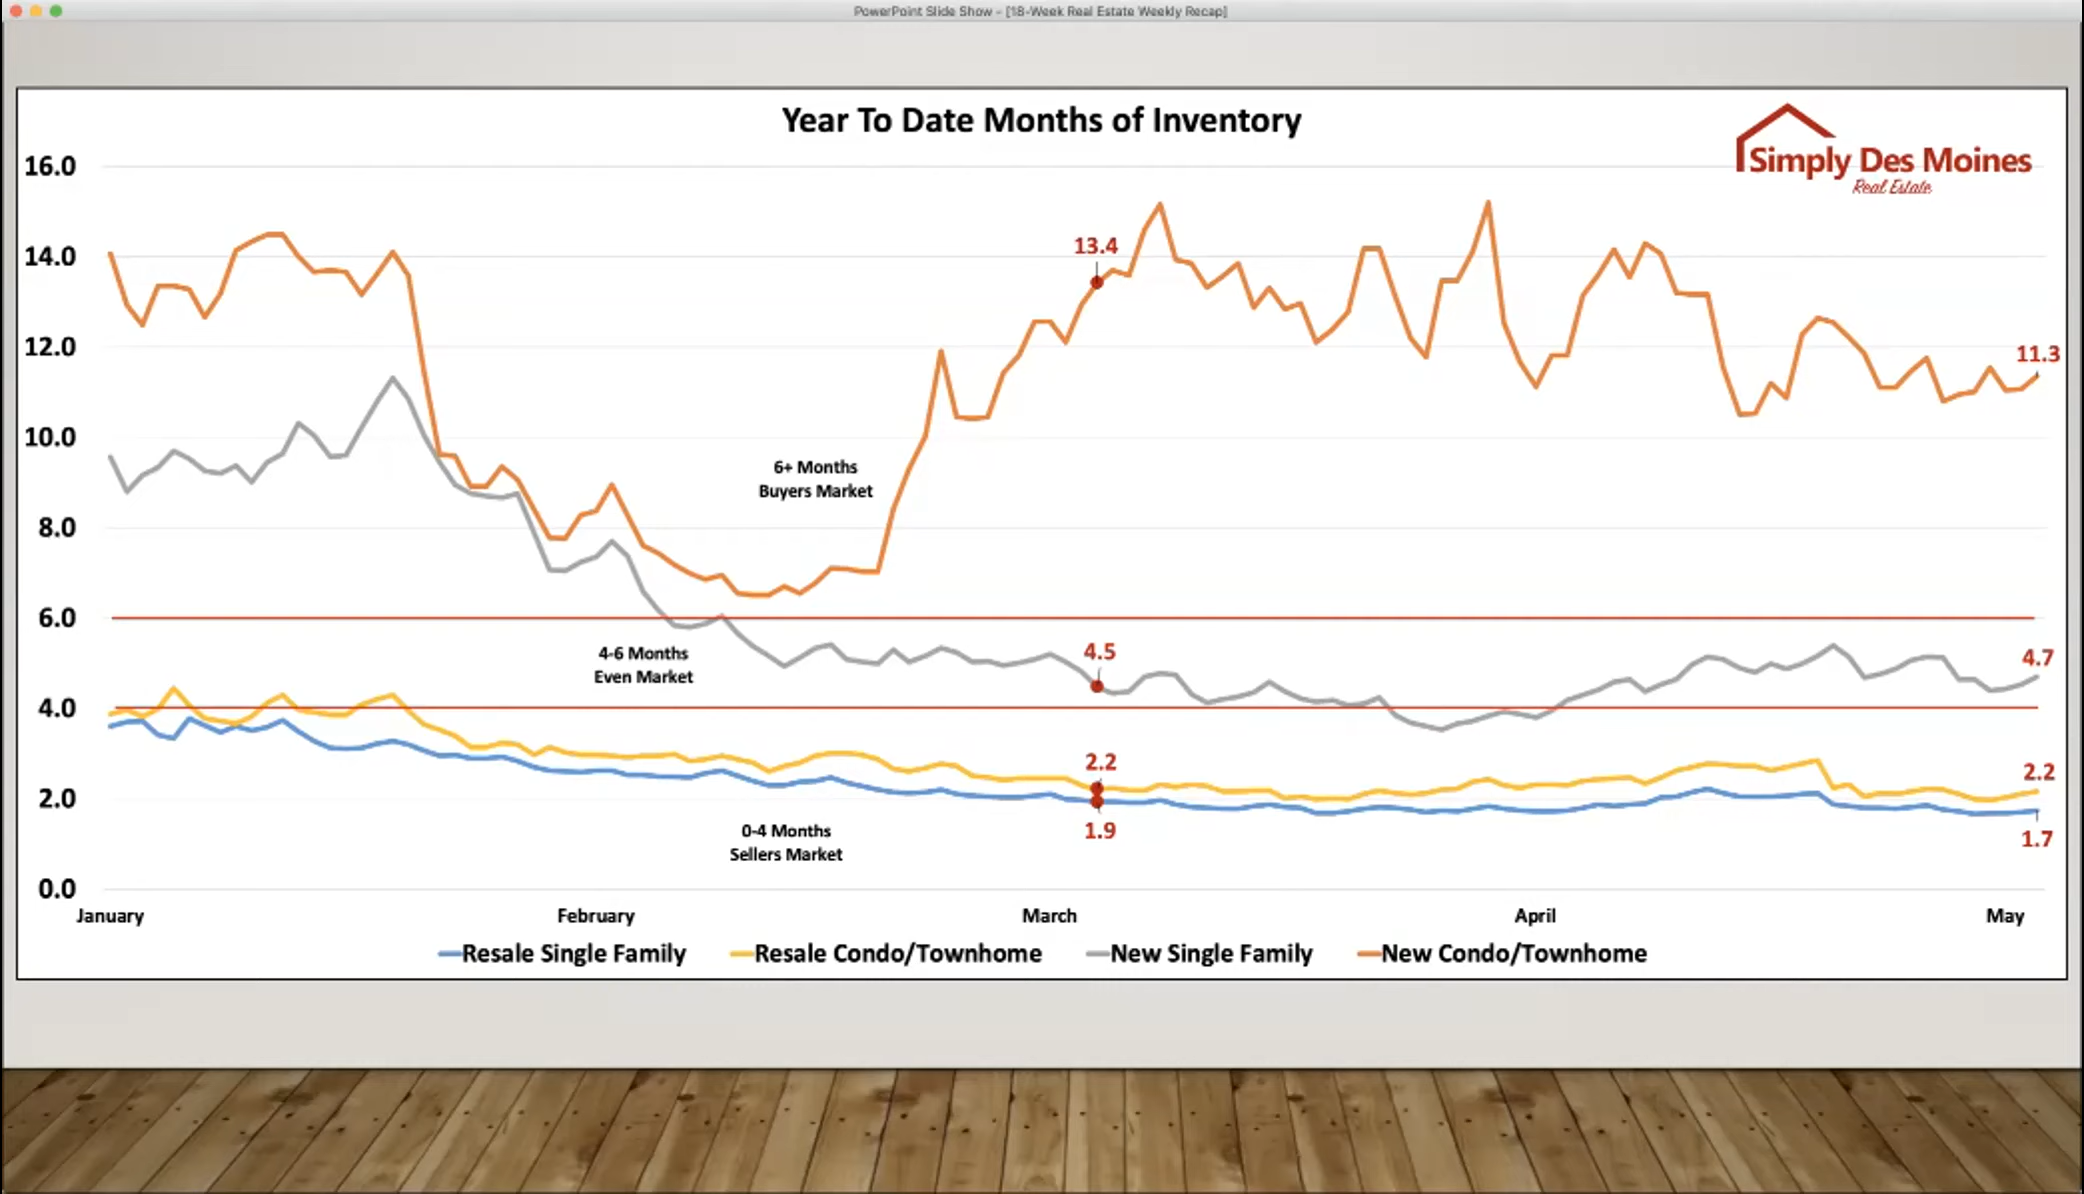 PowerPoint Slide Show - [18-Week Real Estate Weekly Recap]
Year To Date Months of Inventory
Simply Des Moines
Real Estate
16.0
14.0
12.0
10.0
8.0
6.0
4.0
2.0
0.0
13.4
11.3
6+ Months
Buyers Market
4-6 Months
Even Market
4.5
4.7
2.2
2.2
1.9
1.7
0-4 Months
Sellers Market
January February March April May
Resale Single Family Resale Condo/Townhome New Single Family New Condo/Townhome